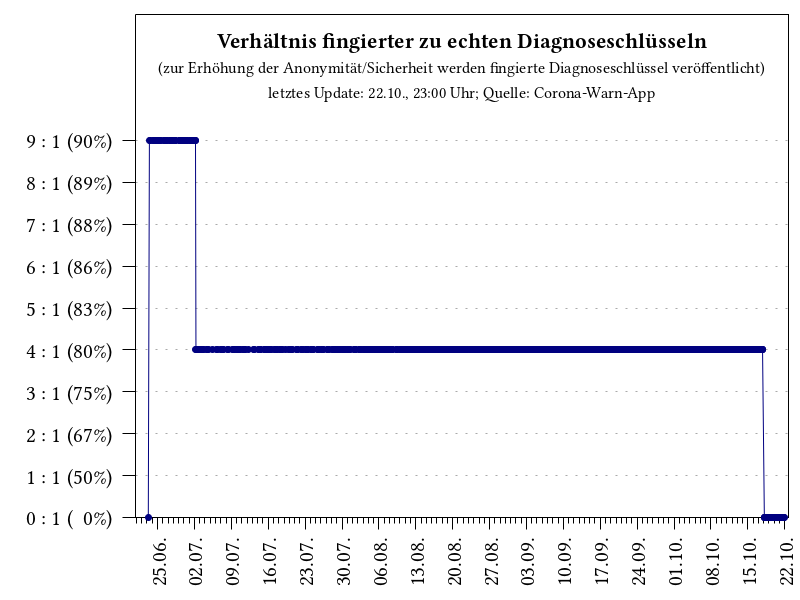 Verhältnis fingierter zu echten Diagnoseschlüsseln
(zur Erhöhung der Anonymität/Sicherheit werden fingierte Diagnoseschlüssel veröffentlicht)
letztes Update: 22.10., 23:00 Uhr; Quelle: Corona-Warn-App
9 : 1 (90%)
8 : 1 (89%)
7 : 1 (88%)
6 : 1 (86%)
5 : 1 (83%)
4 : 1 (80%)
3 : 1 (75%)
2 : 1 (67%)
1 : 1 (50%)
0 : 1 (  0%)
25.06.
02.07.
09.07.
16.07.
23.07.
30.07.
06.08.
13.08.
20.08.
27.08.
03.09.
10.09.
17.09.
24.09.
01.10.
08.10.
15.10.
22.10.